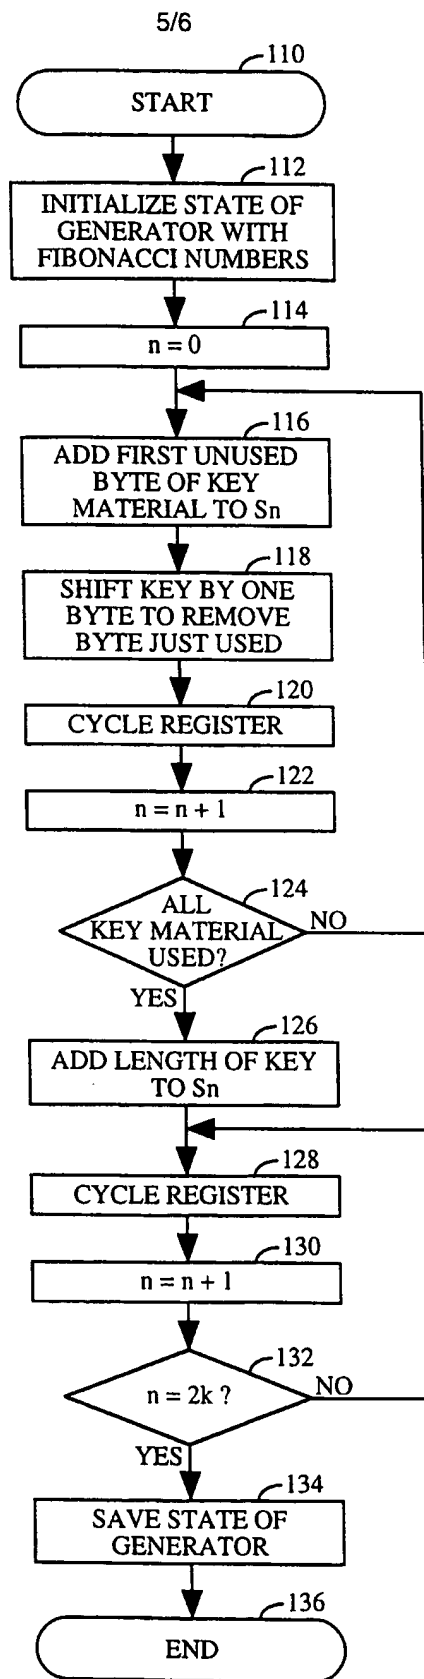 5/6
110
START
112
INITIALIZE STATE OF
GENERATOR WITH
FIBONACCI NUMBERS
114
n = 0
116
ADD FIRST UNUSED
BYTE OF KEY
MATERIAL TO Sn
118
SHIFT KEY BY ONE
BYTE TO REMOVE
BYTE JUST USED
120
CYCLE REGISTER
122
n = n + 1
124
ALL
KEY MATERIAL
USED?
NO
YES
126
ADD LENGTH OF KEY
TO Sn
128
CYCLE REGISTER
130
n = n + 1
132
n = 2k ?
NO
YES
134
SAVE STATE OF
GENERATOR
136
END